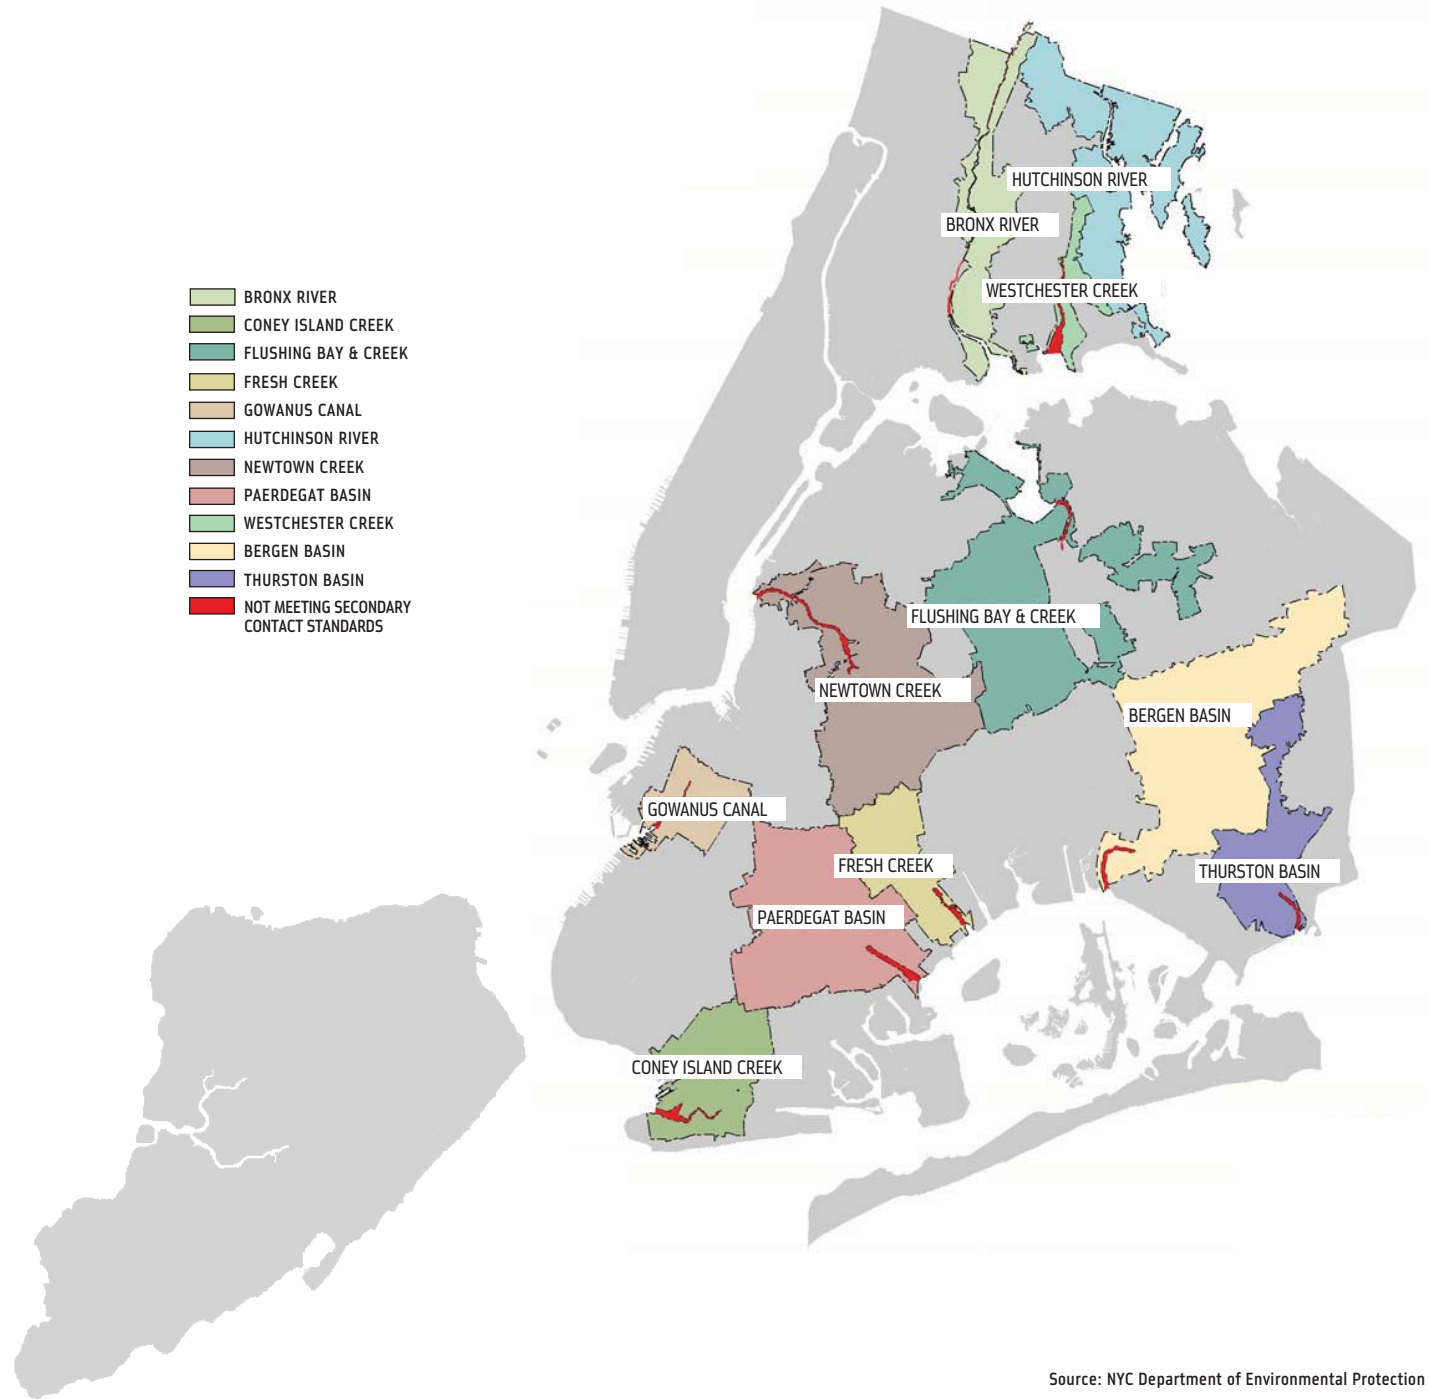 HUTCHINSON RIVER
BRONX RIVER
WESTCHESTER CREEK
BRONX RIVER
CONEY ISLAND CREEK
FLUSHING BAY & CREEK
FRESH CREEK
GOWANUS CANAL
HUTCHINSON RIVER
NEWTOWN CREEK
PAERDEGAT BASIN
WESTCHESTER CREEK
BERGEN BASIN
THURSTON BASIN
NOT MEETING SECONDARY
CONTACT STANDARDS
FLUSHING BAY & CREEK
NEWTOWN CREEK
BERGEN BASIN
GOWANUS CANAL
FRESH CREEK
THURSTON BASIN
PAERDEGAT BASIN
CONEY ISLAND CREEK
Source: NYC Department of Environmental Protection